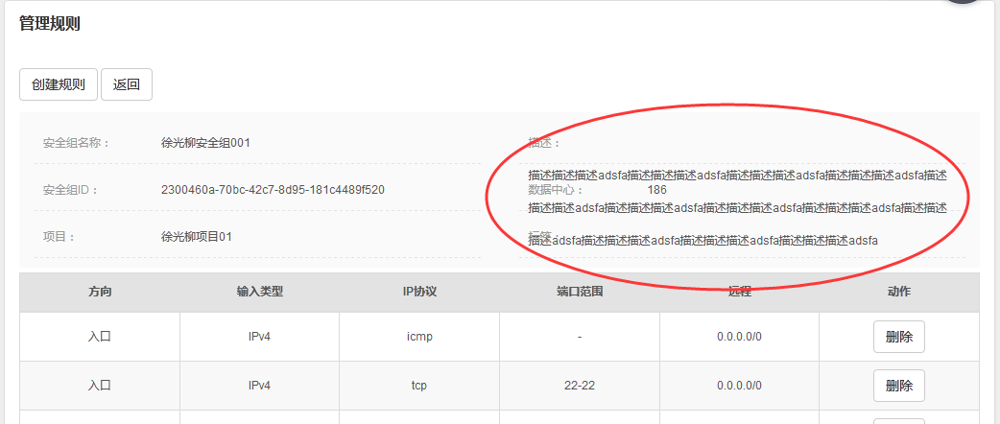 管理规则
创建规则 返回
安全组名称： 徐光柳安全组001 描述：
描述描述描述adsfa描述描述描述adsfa描述描述描述adsfa描述描述描述adsfa描述
安全组ID： 2300460a-70bc-42c7-8d95-181c4489f520 数据中心： 186
描述描述adsfa描述描述描述adsfa描述描述描述adsfa描述描述描述adsfa描述描述
项目： 徐光柳项目01 标签：
描述adsfa描述描述描述adsfa描述描述描述adsfa描述描述描述adsfa
方向 输入类型 IP协议 端口范围 远程 动作
入口 IPv4 icmp - 0.0.0.0/0 删除
入口 IPv4 tcp 22-22 0.0.0.0/0 删除